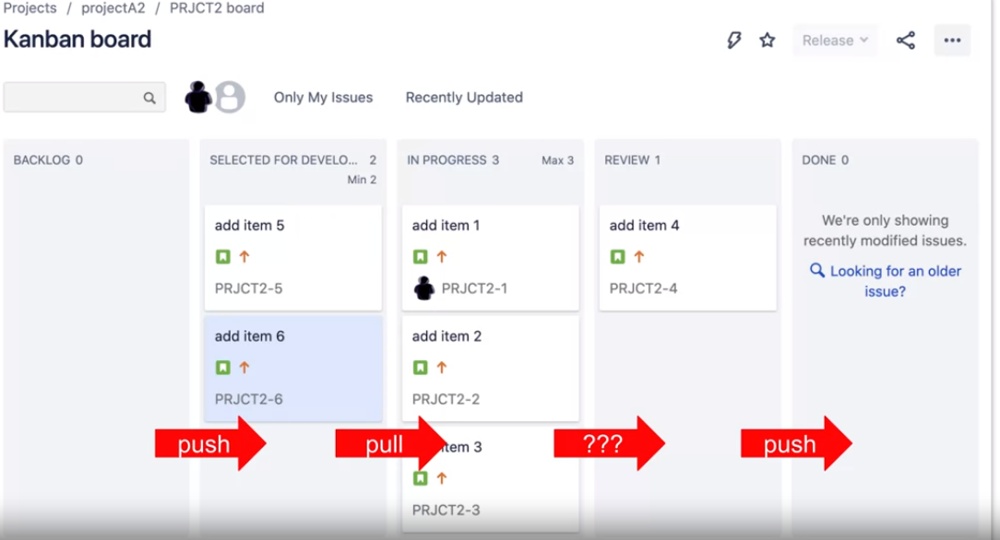 Projects / projectA2 / PRJCT2 board
Kanban board
Release
Only My Issues Recently Updated
BACKLOG 0
SELECTED FOR DEVELO... 2
Min 2
add item 5
PRJCT2-5
add item 6
PRJCT2-6
IN PROGRESS 3 Max 3
add item 1
PRJCT2-1
add item 2
PRJCT2-2
item 3
PRJCT2-3
REVIEW 1
add item 4
PRJCT2-4
DONE 0
We're only showing
recently modified issues.
Looking for an older
issue?
push
pull
???
push